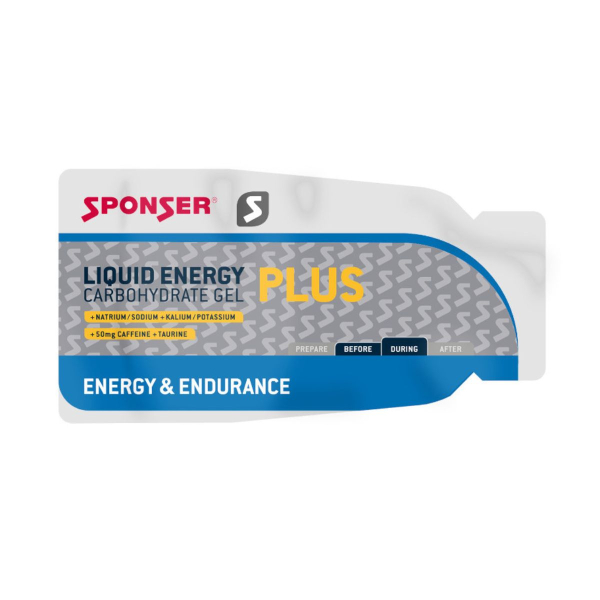 SPONSER® S
LIQUID ENERGY
CARBOHYDRATE GEL PLUS
+ NATRIUM/SODIUM + KALIUM/POTASSIUM
+ 50mg CAFFEINE + TAURINE
PREPARE BEFORE DURING AFTER
ENERGY & ENDURANCE